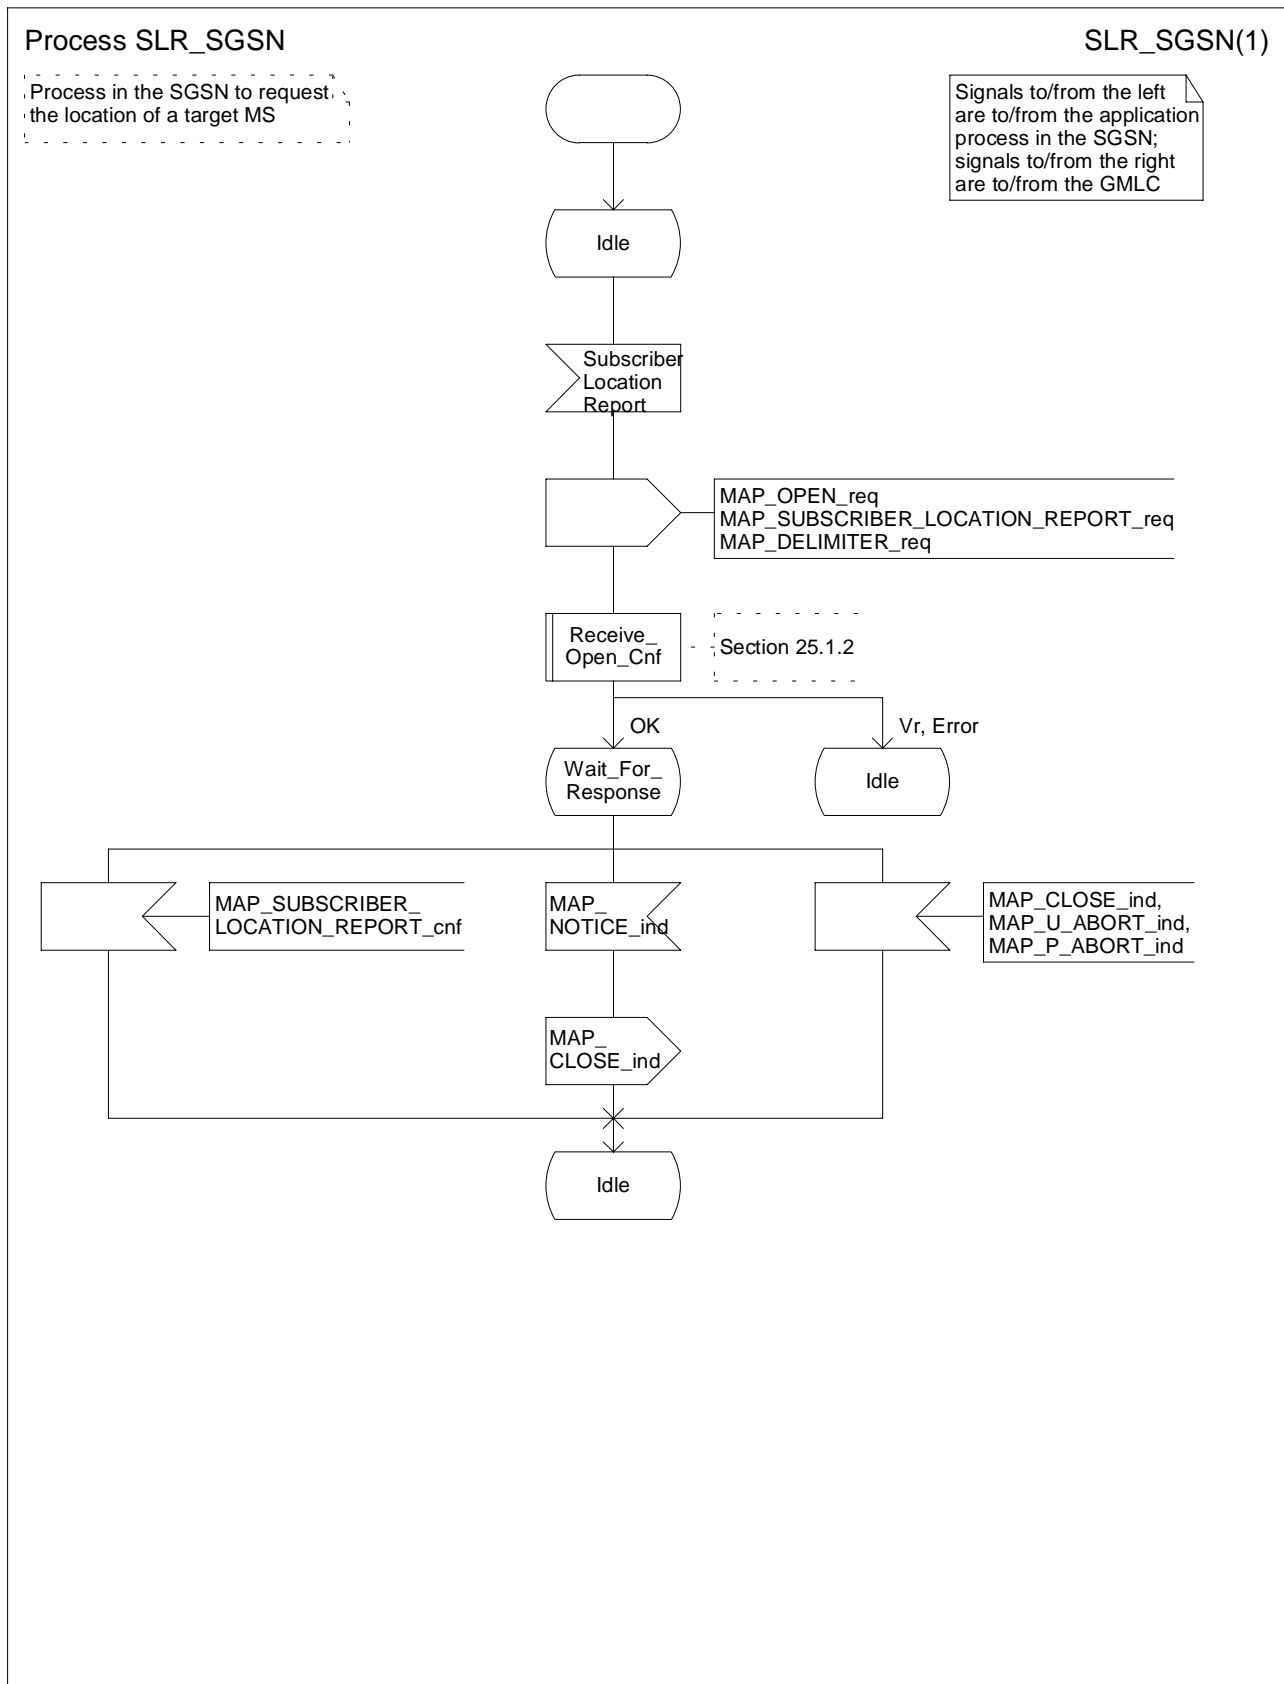 Process SLR_SGSN
SLR_SGSN(1)
Process in the SGSN to request
the location of a target MS
Signals to/from the left
are to/from the application
process in the SGSN;
signals to/from the right
are to/from the GMLC
Idle
Subscriber
Location
Report
MAP_OPEN_req
MAP_SUBSCRIBER_LOCATION_REPORT_req
MAP_DELIMITER_req
Receive_
Open_Cnf
Section 25.1.2
OK
Vr, Error
Wait_For_
Response
Idle
MAP_SUBSCRIBER_
LOCATION_REPORT_cnf
MAP_
NOTICE_ind
MAP_CLOSE_ind,
MAP_U_ABORT_ind,
MAP_P_ABORT_ind
MAP_
CLOSE_ind
Idle